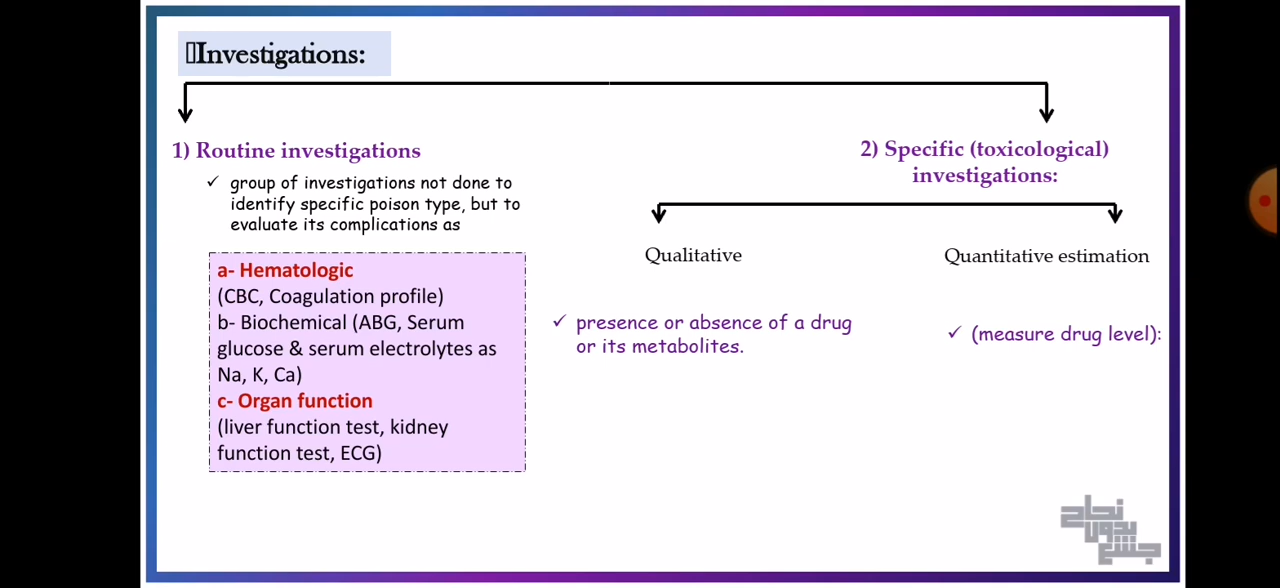 Investigations:
1) Routine investigations
✓ group of investigations not done to
identify specific poison type, but to
evaluate its complications as
a- Hematologic
(CBC, Coagulation profile)
b- Biochemical (ABG, Serum
glucose & serum electrolytes as
Na, K, Ca)
c- Organ function
(liver function test, kidney
function test, ECG)
2) Specific (toxicological)
investigations:
Qualitative
✓ presence or absence of a drug
or its metabolites.
Quantitative estimation
✓ (measure drug level):
نجاح
بدون
جشع